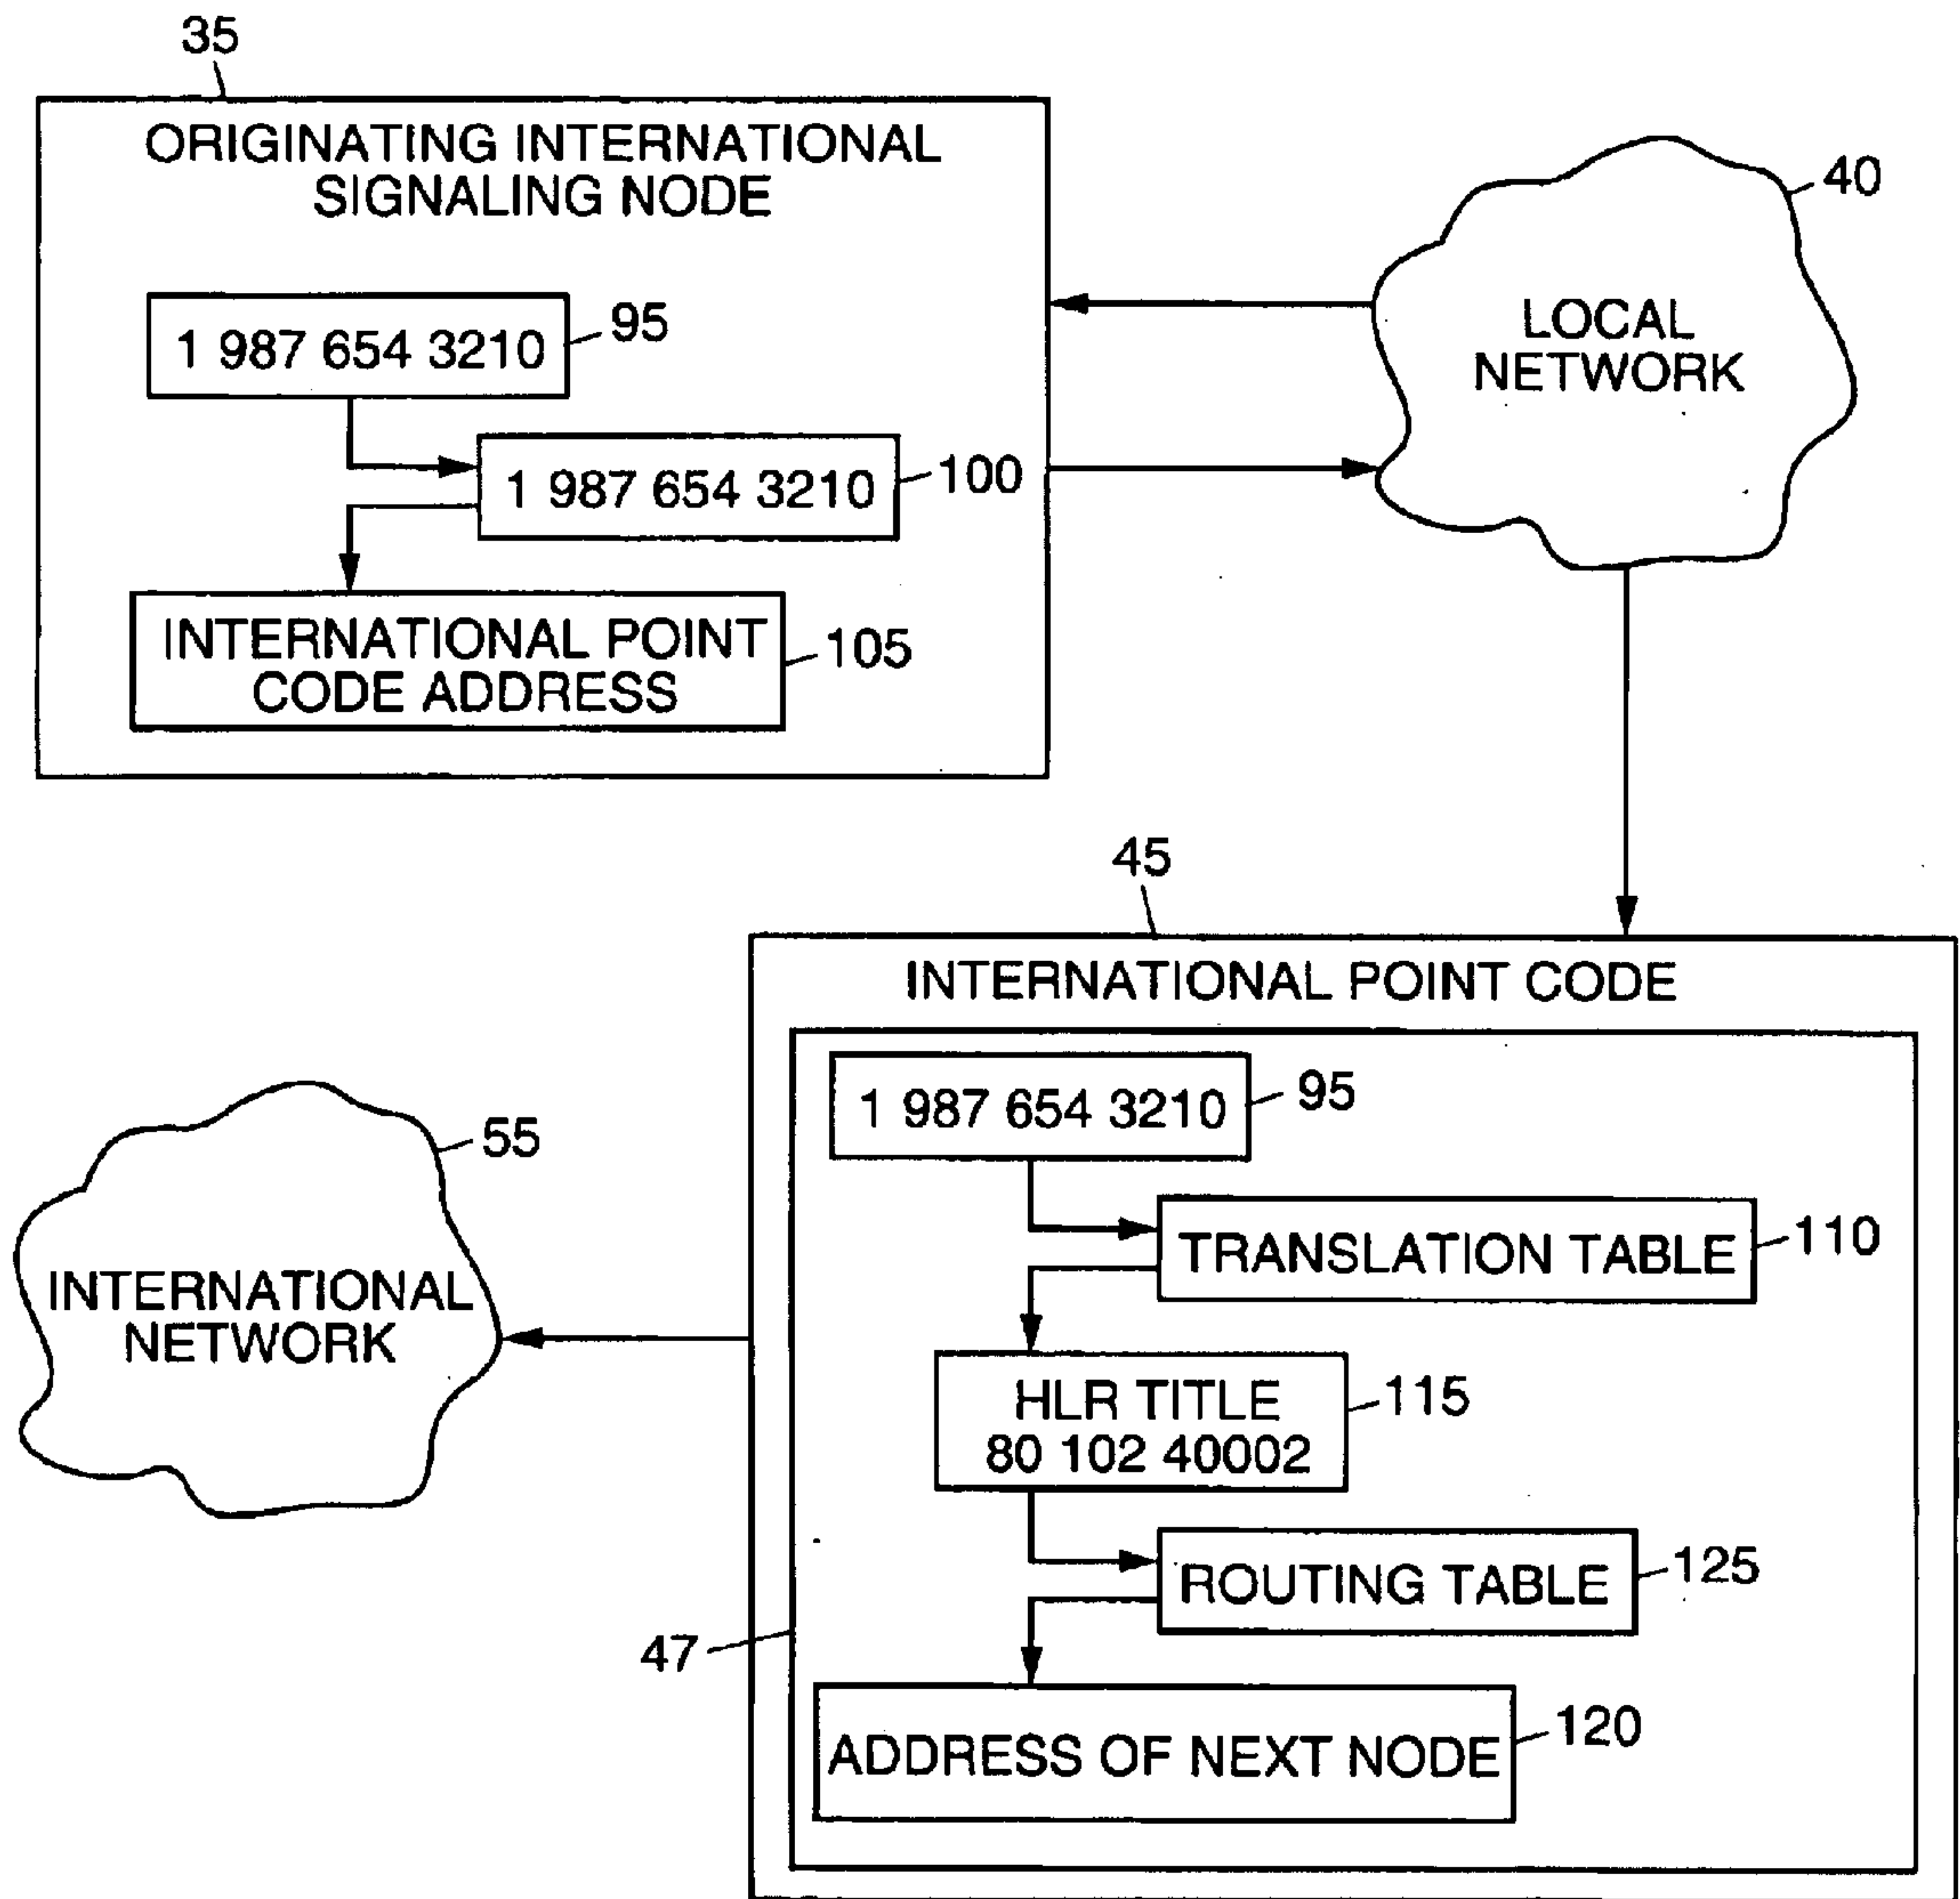 35
ORIGINATING INTERNATIONAL
SIGNALING NODE
1 987 654 3210
95
1 987 654 3210
100
INTERNATIONAL POINT
CODE ADDRESS
105
40
LOCAL
NETWORK
45
INTERNATIONAL POINT CODE
1 987 654 3210
95
TRANSLATION TABLE
110
HLR TITLE
80 102 40002
115
ROUTING TABLE
125
47
ADDRESS OF NEXT NODE
120
55
INTERNATIONAL
NETWORK